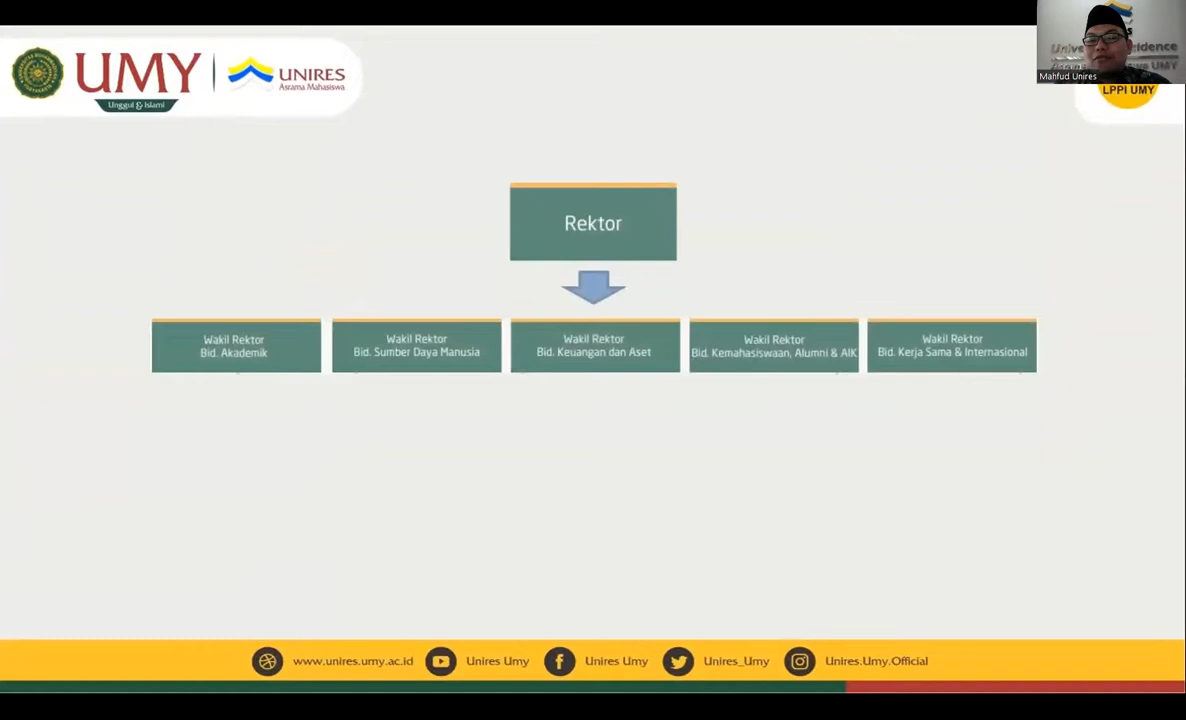 UMY
Unggul & Islami
UNIRES
Asrama Mahasiswa
Mahfud Unires
LPPI UMY
Rektor
Wakil Rektor
Bid. Akademik
Wakil Rektor
Bid. Sumber Daya Manusia
Wakil Rektor
Bid. Keuangan dan Aset
Wakil Rektor
Bid. Kemahasiswaan, Alumni & AIK
Wakil Rektor
Bid. Kerja Sama & Internasional
www.unires.umy.ac.id
Unires Umy
Unires Umy
Unires_Umy
Unires.Umy.Official